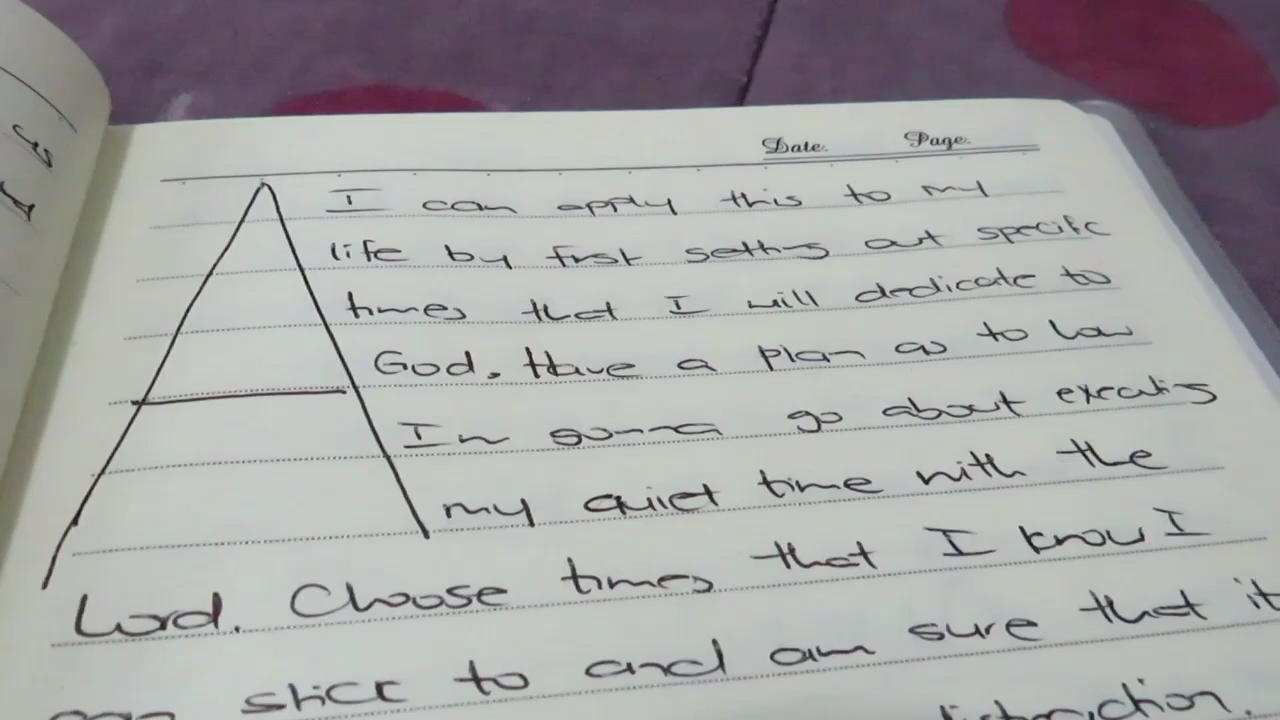 Date. Page.
A
I can apply this to my
life by first setting out specific
times that I will dedicate to
God. Have a plan as to how
I'm gonna go about executing
my quiet time with the
Lord. Choose times that I know I
can stick to and am sure that it
distraction.